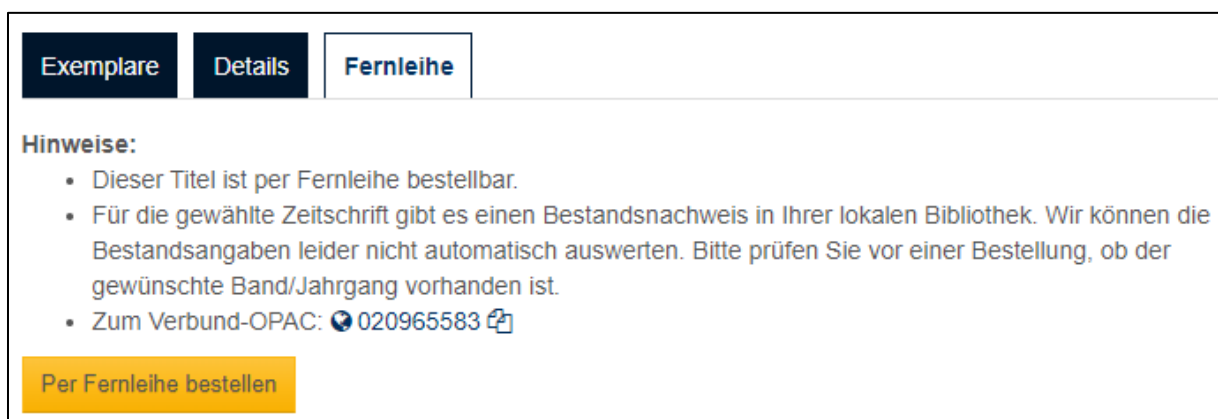 Exemplare Details Fernleihe
Hinweise:
• Dieser Titel ist per Fernleihe bestellbar.
• Für die gewählte Zeitschrift gibt es einen Bestandsnachweis in Ihrer lokalen Bibliothek. Wir können die
Bestandsangaben leider nicht automatisch auswerten. Bitte prüfen Sie vor einer Bestellung, ob der
gewünschte Band/Jahrgang vorhanden ist.
• Zum Verbund-OPAC: 020965583
Per Fernleihe bestellen